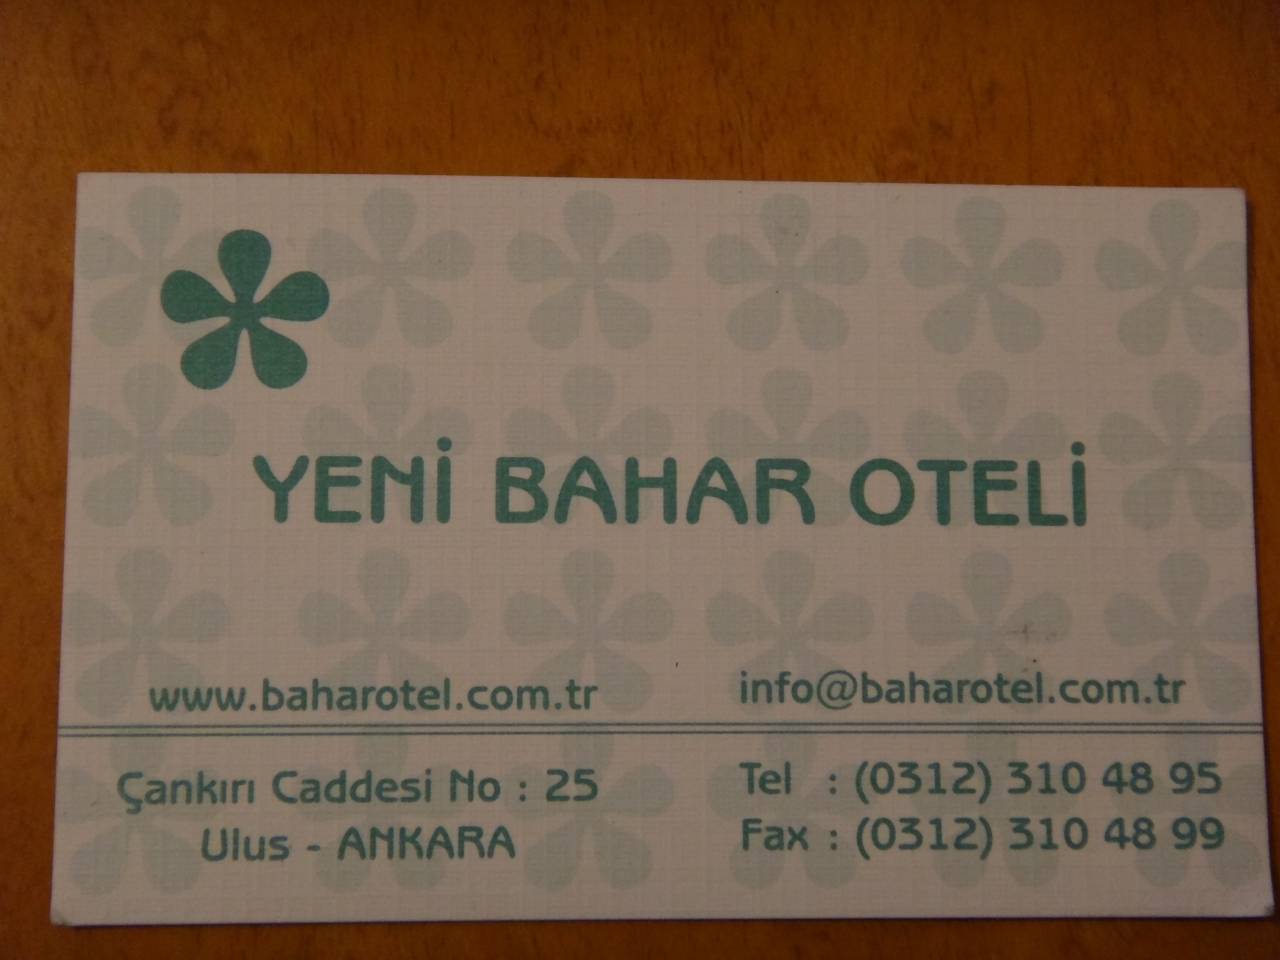 YENİ BAHAR OTELİ
www.baharotel.com.tr
info@baharotel.com.tr
Çankırı Caddesi No : 25
Ulus - ANKARA
Tel : (0312) 310 48 95
Fax : (0312) 310 48 99